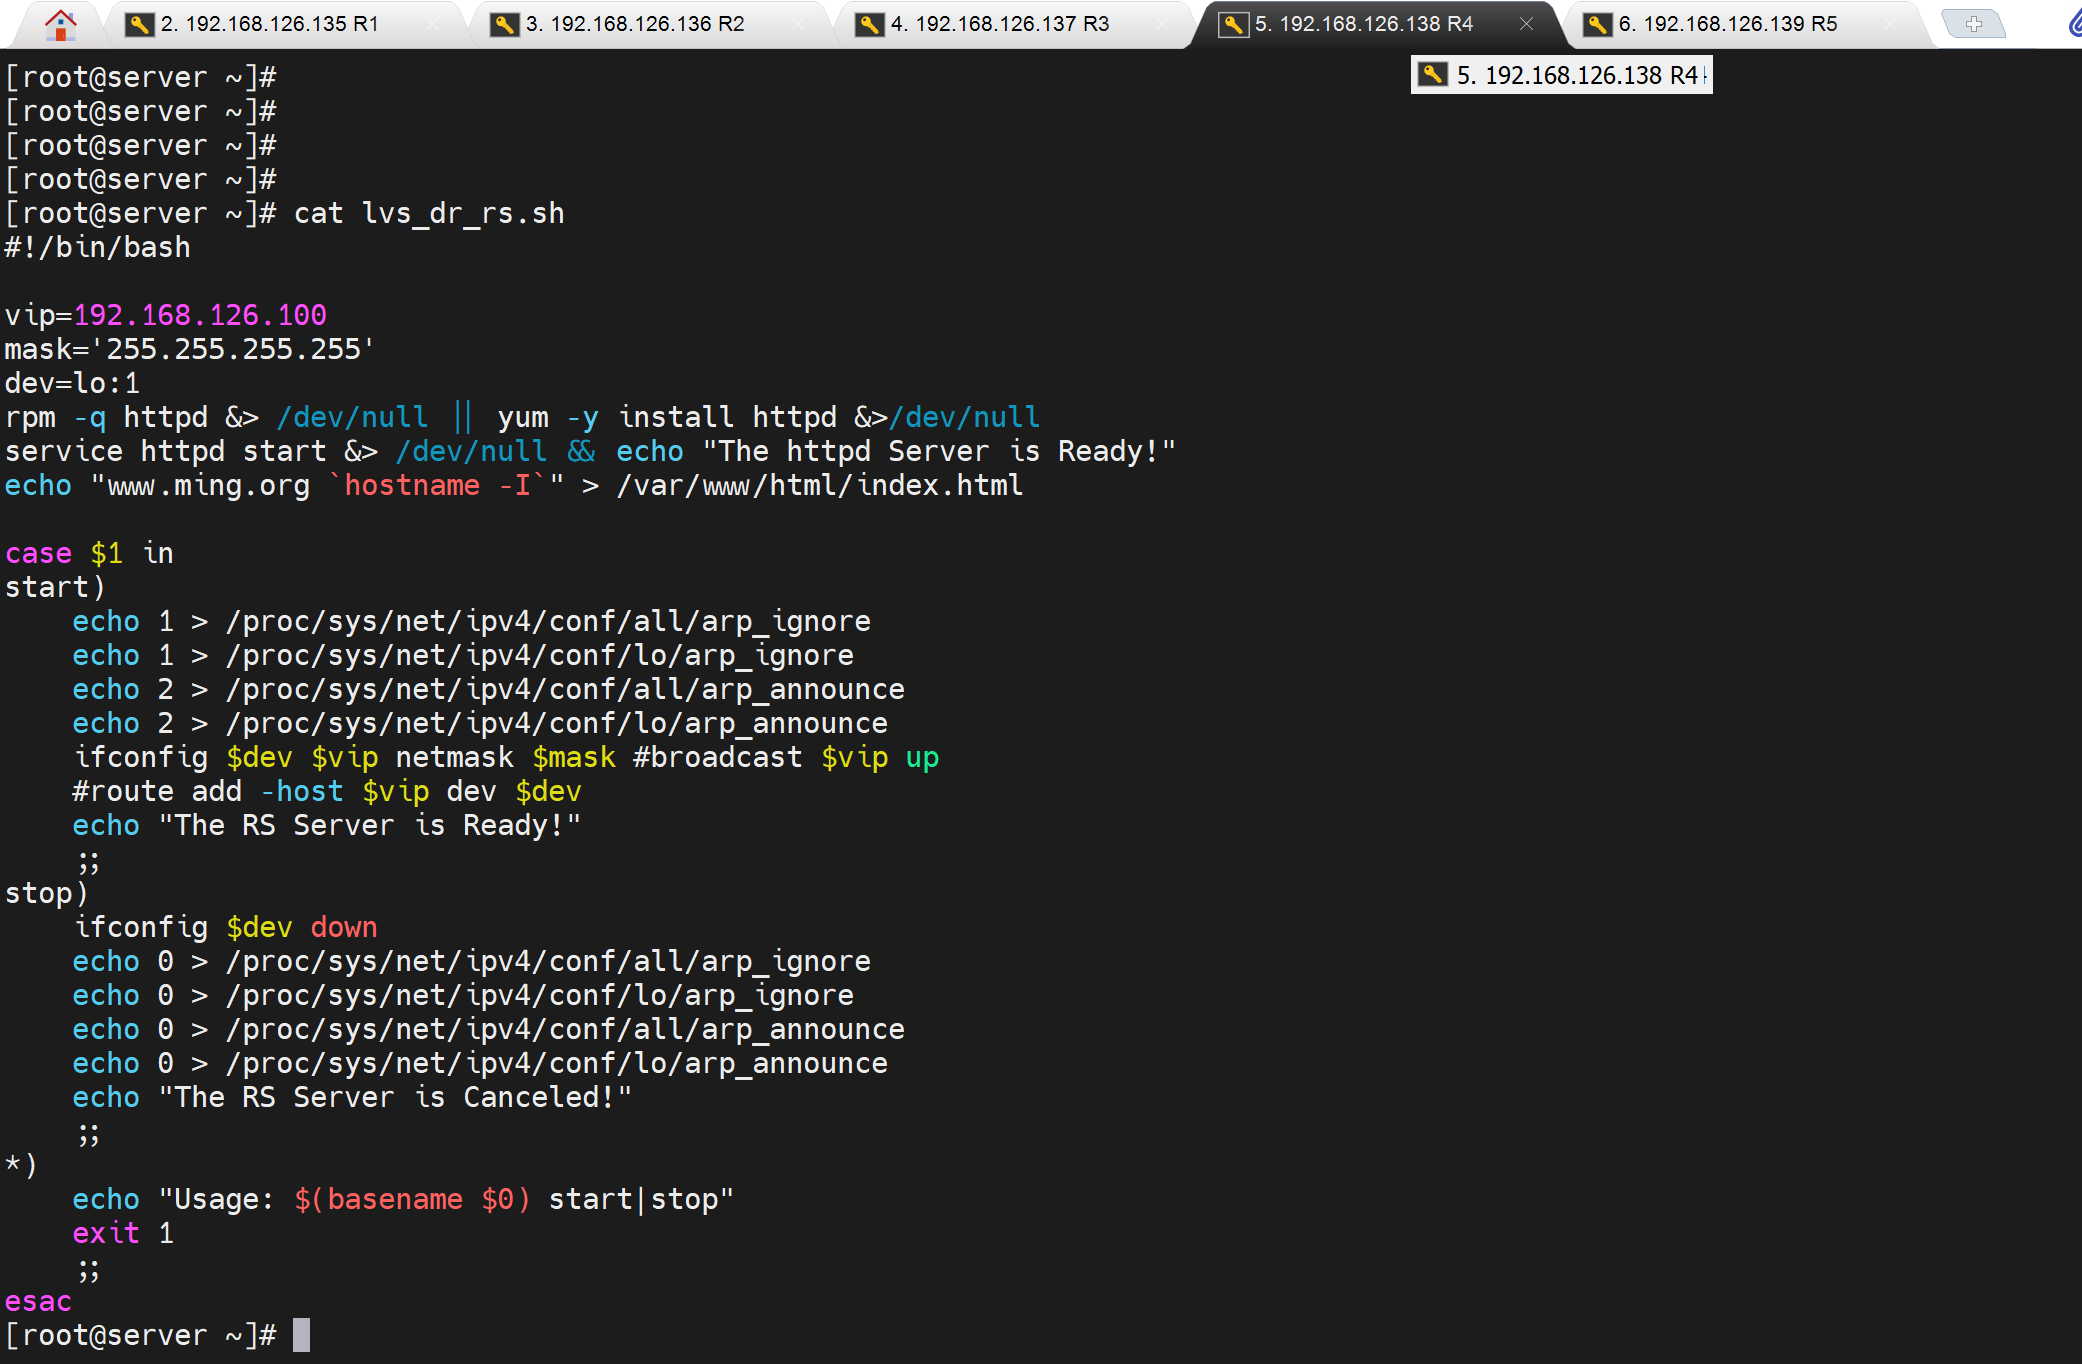 2. 192.168.126.135 R1
3. 192.168.126.136 R2
4. 192.168.126.137 R3
5. 192.168.126.138 R4
6. 192.168.126.139 R5
[root@server ~]#
5. 192.168.126.138 R4
[root@server ~]#
[root@server ~]#
[root@server ~]#
[root@server ~]# cat lvs_dr_rs.sh
#!/bin/bash

vip=192.168.126.100
mask='255.255.255.255'
dev=lo:1
rpm -q httpd &> /dev/null || yum -y install httpd &>/dev/null
service httpd start &> /dev/null && echo "The httpd Server is Ready!"
echo "www.ming.org `hostname -I`" > /var/www/html/index.html

case $1 in
start)
    echo 1 > /proc/sys/net/ipv4/conf/all/arp_ignore
    echo 1 > /proc/sys/net/ipv4/conf/lo/arp_ignore
    echo 2 > /proc/sys/net/ipv4/conf/all/arp_announce
    echo 2 > /proc/sys/net/ipv4/conf/lo/arp_announce
    ifconfig $dev $vip netmask $mask #broadcast $vip up
    #route add -host $vip dev $dev
    echo "The RS Server is Ready!"
    ;;
stop)
    ifconfig $dev down
    echo 0 > /proc/sys/net/ipv4/conf/all/arp_ignore
    echo 0 > /proc/sys/net/ipv4/conf/lo/arp_ignore
    echo 0 > /proc/sys/net/ipv4/conf/all/arp_announce
    echo 0 > /proc/sys/net/ipv4/conf/lo/arp_announce
    echo "The RS Server is Canceled!"
    ;;
*)
    echo "Usage: $(basename $0) start|stop"
    exit 1
    ;;
esac
[root@server ~]#